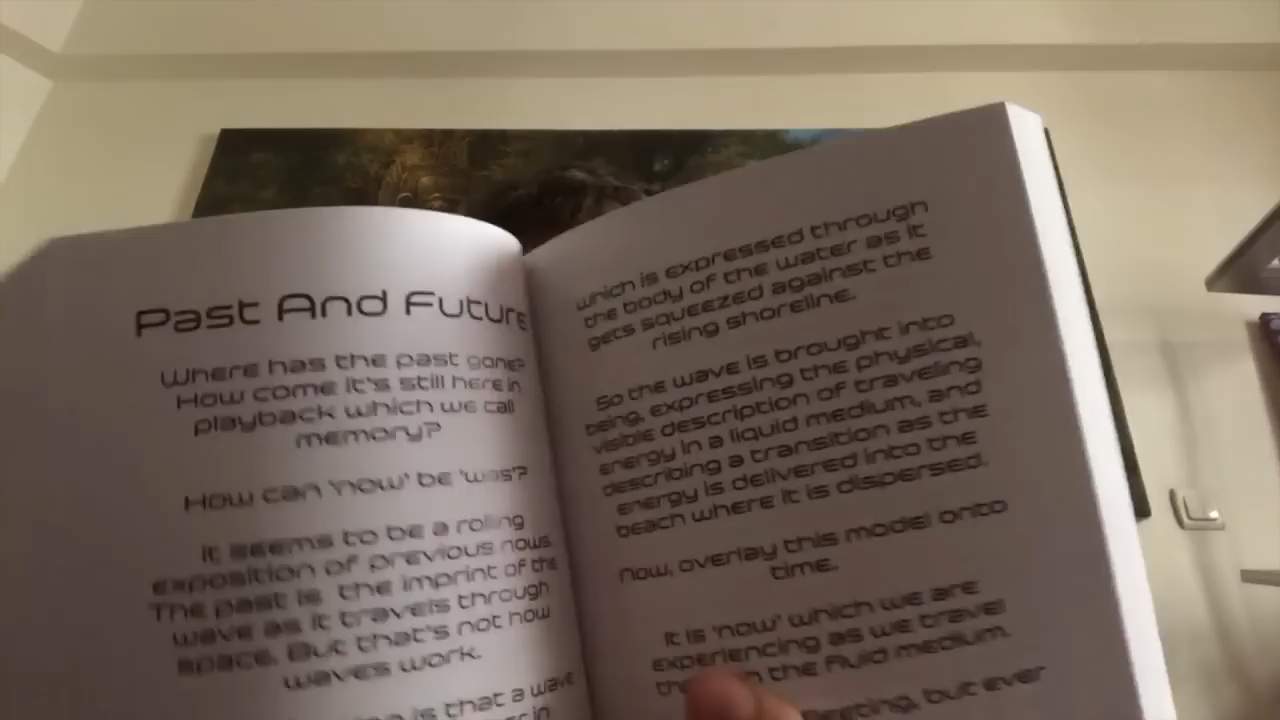 Past And Future
Where has the past gone?
How come it's still here in
playback which we call
memory?
How can 'now' be 'was'?
It seems to be a rolling
exposition of previous nows.
The past is the imprint of the
wave as it travels through
space. But that's not how
waves work.
is that a wave
in
which is expressed through
the body of the water as it
gets squeezed against the
rising shoreline.
So the wave is brought into
being, expressing the physical,
visible description of traveling
energy in a liquid medium, and
describing a transition as the
energy is delivered into the
beach where it is dispersed.
Now, overlay this model onto
time.
It is 'now' which we are
experiencing as we travel
the fluid medium.
fleeting, but ever